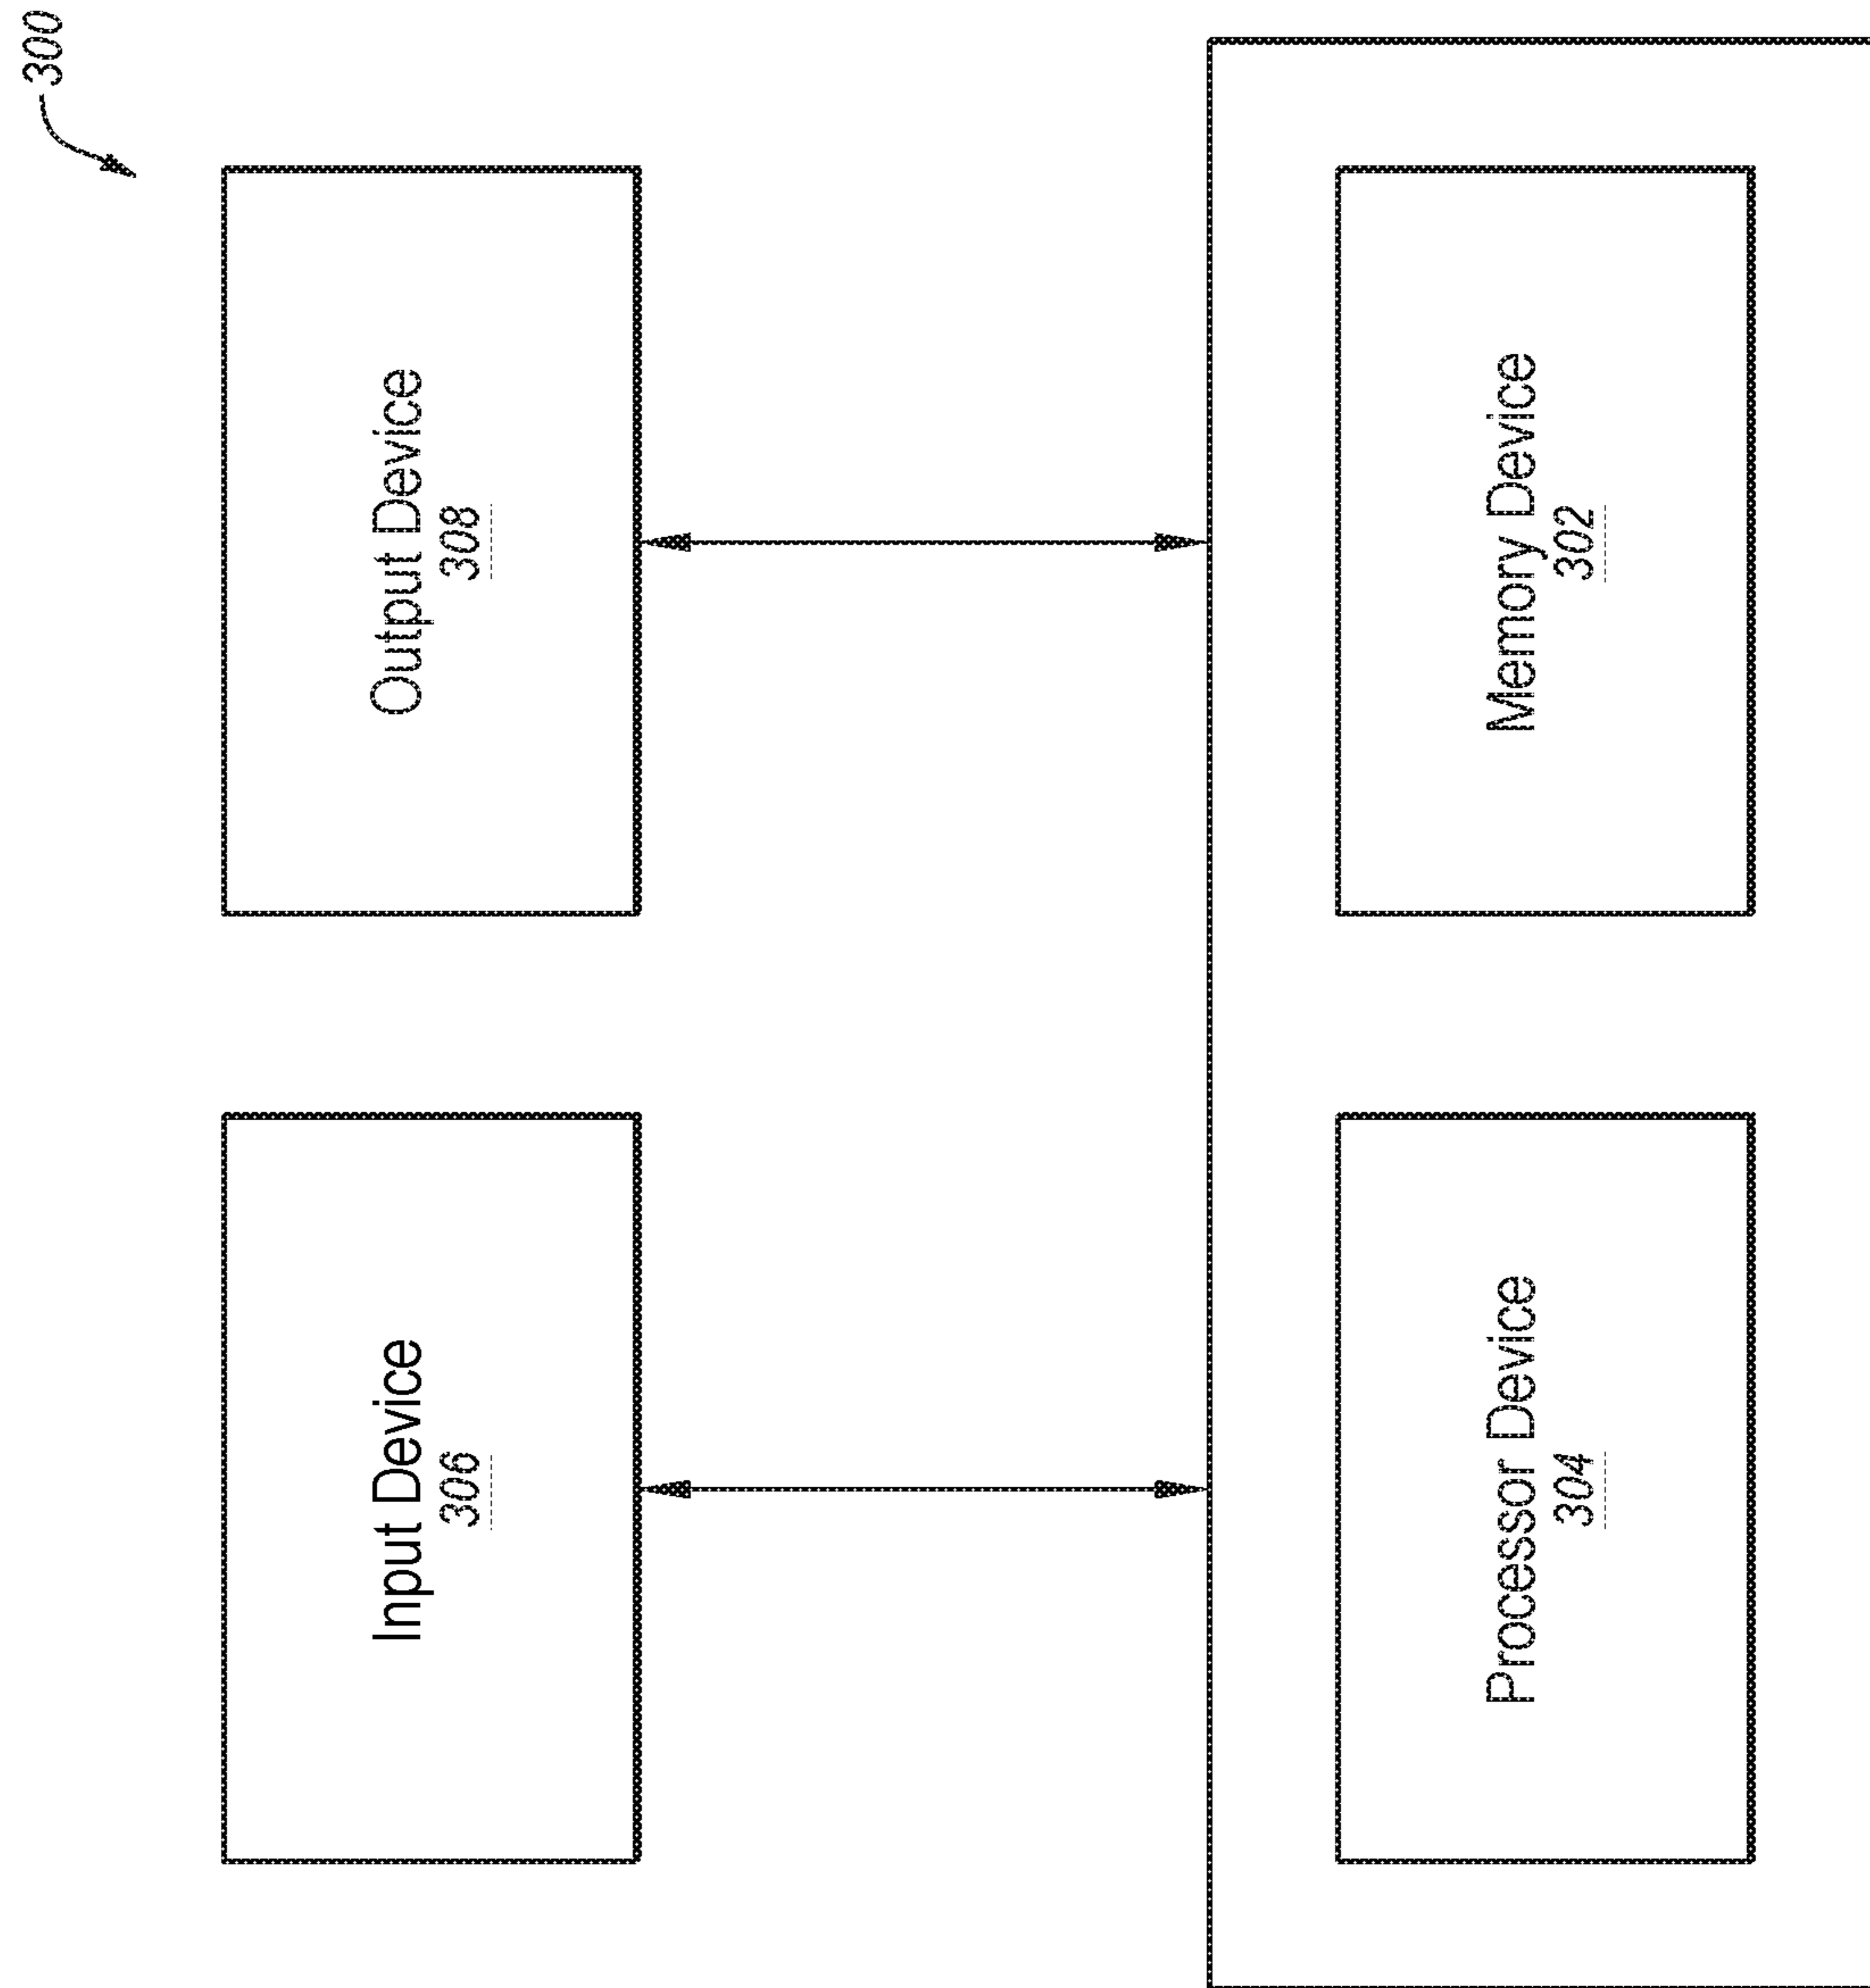 300
Input Device
306
Output Device
308
Processor Device
304
Memory Device
302